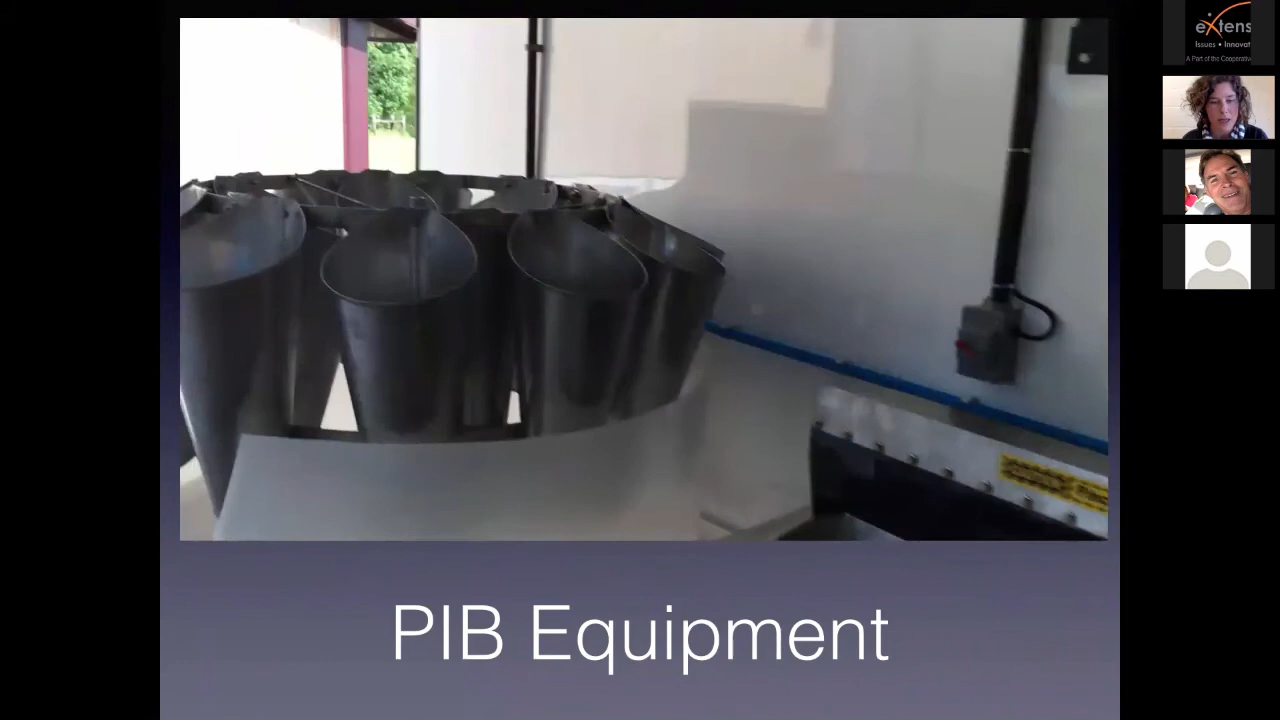 PIB Equipment
eXtens
Issues • Innovat
A Part of the Cooperativ